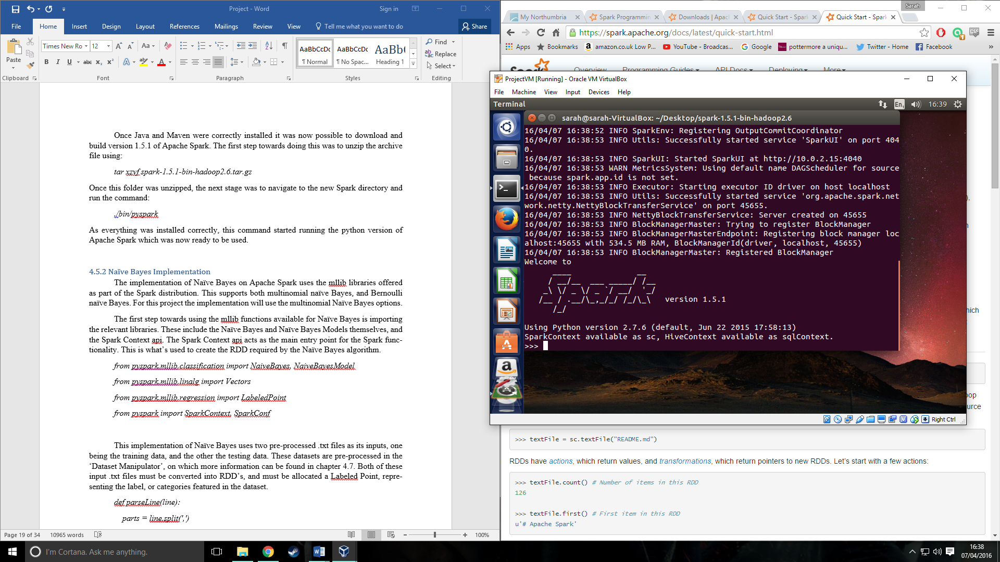 Project - Word
Sign in
File Home Insert Design Layout References Mailings Review View Tell me what you want to do Share
Paste
Times New Ro 12
AaBbCcDc AaBbCcDc AaBb(
¶ Normal ¶ No Spac... Heading 1
Find
Replace
Select
Clipboard Font Paragraph Styles Editing
Once Java and Maven were correctly installed it was now possible to download and
build version 1.5.1 of Apache Spark. The first step towards doing this was to unzip the archive
file using:
tar xzyf spark-1.5.1-bin-hadoop2.6.tar.gz
Once this folder was unzipped, the next stage was to navigate to the new Spark directory and
run the command:
./bin/pyspark
As everything was installed correctly, this command started running the python version of
Apache Spark which was now ready to be used.
4.5.2 Naïve Bayes Implementation
The implementation of Naïve Bayes on Apache Spark uses the mllib libraries offered
as part of the Spark distribution. This supports both multinomial naïve Bayes, and Bernoulli
naïve Bayes. For this project the implementation will use the multinomial Naïve Bayes options.
The first step towards using the mllib functions available for Naïve Bayes is importing
the relevant libraries. These include the Naïve Bayes and Naïve Bayes Models themselves, and
the Spark Context api. The Spark Context api acts as the main entry point for the Spark func-
tionality. This is what's used to create the RDD required by the Naïve Bayes algorithm.
from pyspark.mllib.classification import NaiveBayes, NaiveBayesModel
from pyspark.mllib.linalg import Vectors
from pyspark.mllib.regression import LabeledPoint
from pyspark import SparkContext, SparkConf
This implementation of Naïve Bayes uses two pre-processed .txt files as its inputs, one
being the training data, and the other the testing data. These datasets are pre-processed in the
‘Dataset Manipulator’, on which more information can be found in chapter 4.7. Both of these
input .txt files must be converted into RDD’s, and must be allocated a Labeled Point, repre-
senting the label, or categories featured in the dataset.
def parseLine(line):
parts = line.split(',')
Page 19 of 34 10965 words
100%
Sarah
My Northumbria Spark Programmin Downloads | Apac Quick Start - Spark Quick Start - Spark
https://spark.apache.org/docs/latest/quick-start.html
Apps Bookmarks amazon.co.uk Low P... YouTube - Broadcas... Google pottermore a uniqu... Twitter - Home Facebook
Spark Overview Programming Guides API Docs Deploying More
ProjectVM [Running] - Oracle VM VirtualBox
File Machine View Input Devices Help
Terminal
En 16:39
sarah@sarah-VirtualBox: ~/Desktop/spark-1.5.1-bin-hadoop2.6
16/04/07 16:38:52 INFO SparkEnv: Registering OutputCommitCoordinator
16/04/07 16:38:53 INFO Utils: Successfully started service 'SparkUI' on port 404
0.
16/04/07 16:38:53 INFO SparkUI: Started SparkUI at http://10.0.2.15:4040
16/04/07 16:38:53 WARN MetricsSystem: Using default name DAGScheduler for source
because spark.app.id is not set.
16/04/07 16:38:53 INFO Executor: Starting executor ID driver on host localhost
16/04/07 16:38:53 INFO Utils: Successfully started service 'org.apache.spark.net
work.netty.NettyBlockTransferService' on port 45655.
16/04/07 16:38:53 INFO NettyBlockTransferService: Server created on 45655
16/04/07 16:38:53 INFO BlockManagerMaster: Trying to register BlockManager
16/04/07 16:38:53 INFO BlockManagerMasterEndpoint: Registering block manager loc
alhost:45655 with 534.5 MB RAM, BlockManagerId(driver, localhost, 45655)
16/04/07 16:38:53 INFO BlockManagerMaster: Registered BlockManager
Welcome to
Spark version 1.5.1
Using Python version 2.7.6 (default, Jun 22 2015 17:58:13)
SparkContext available as sc, HiveContext available as sqlContext.
>>>
Right Ctrl
hich
oop
urce
>>> textFile = sc.textFile("README.md")
RDDs have actions, which return values, and transformations, which return pointers to new RDDs. Let’s start with a few actions:
>>> textFile.count() # Number of items in this RDD
126
>>> textFile.first() # First item in this RDD
u'# Apache Spark'
I'm Cortana. Ask me anything.
16:38
07/04/2016